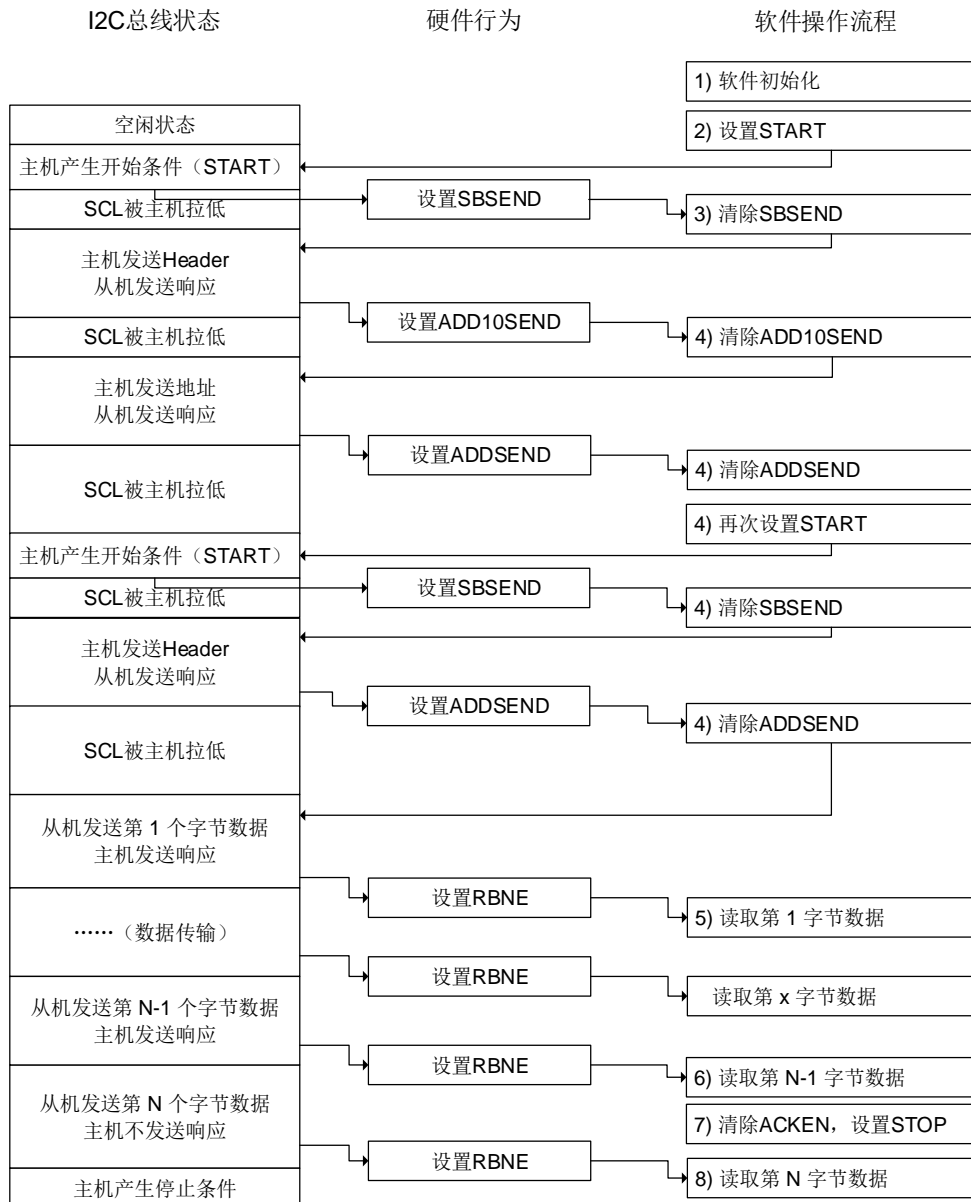 I2C总线状态
硬件行为
软件操作流程
1) 软件初始化
空闲状态
2) 设置START
主机产生开始条件（START）
设置SBSEND
SCL被主机拉低
3) 清除SBSEND
主机发送Header
从机发送响应
设置ADD10SEND
SCL被主机拉低
4) 清除ADD10SEND
主机发送地址
从机发送响应
设置ADDSEND
4) 清除ADDSEND
SCL被主机拉低
4) 再次设置START
主机产生开始条件（START）
设置SBSEND
SCL被主机拉低
4) 清除SBSEND
主机发送Header
从机发送响应
设置ADDSEND
4) 清除ADDSEND
SCL被主机拉低
从机发送第 1 个字节数据
主机发送响应
设置RBNE
5) 读取第 1 字节数据
……（数据传输）
设置RBNE
读取第 x 字节数据
从机发送第 N-1 个字节数据
主机发送响应
设置RBNE
6) 读取第 N-1 字节数据
从机发送第 N 个字节数据
主机不发送响应
7) 清除ACKEN，设置STOP
设置RBNE
8) 读取第 N 字节数据
主机产生停止条件